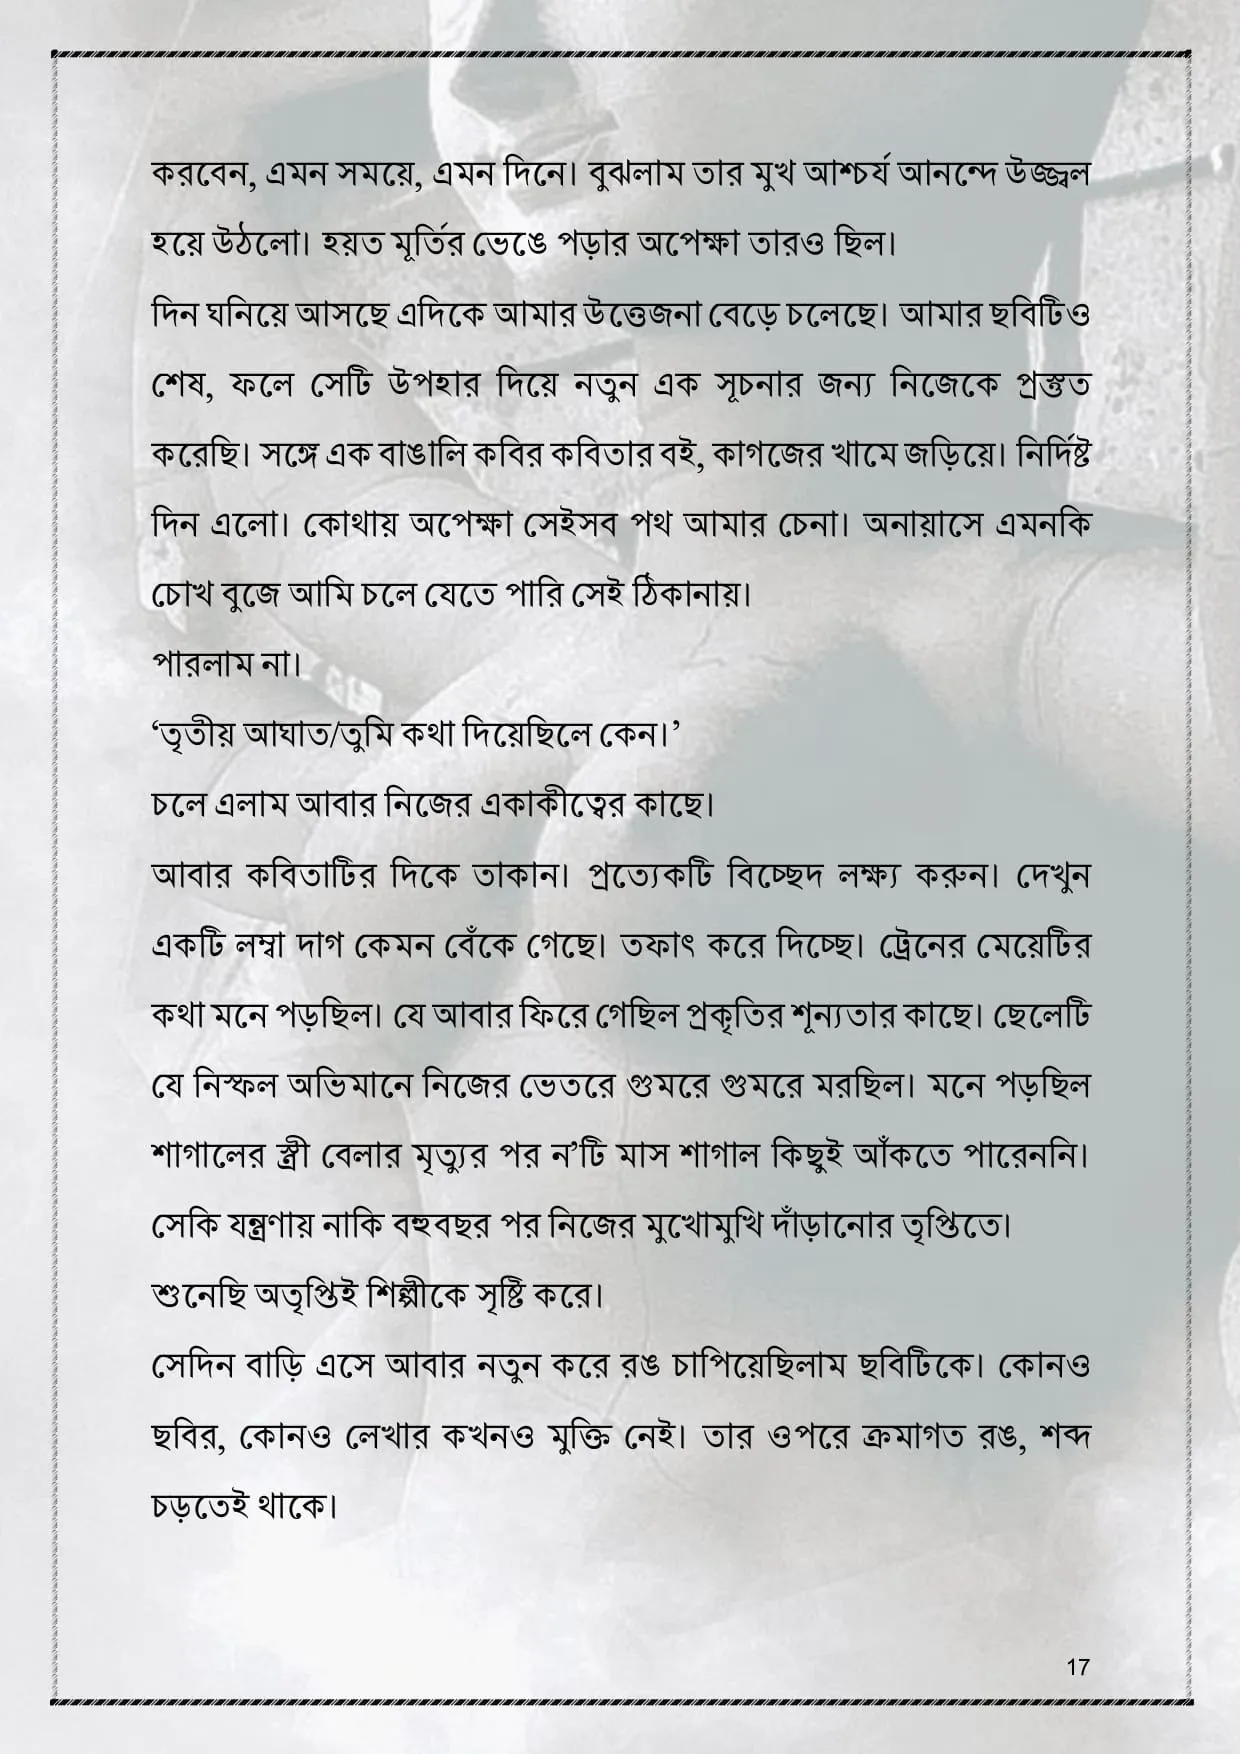 করবেন, এমন সময়ে, এমন দিনে। বুঝলাম তার মুখ আশ্চর্য আনন্দে উজ্জ্বল
হয়ে উঠলো। হয়ত মূর্তির ভেঙে পড়ার অপেক্ষা তারও ছিল।
দিন ঘনিয়ে আসছে এদিকে আমার উত্তেজনা বেড়ে চলেছে। আমার ছবিটিও
শেষ, ফলে সেটি উপহার দিয়ে নতুন এক সূচনার জন্য নিজেকে প্রস্তুত
করেছি। সঙ্গে এক বাঙালি কবির কবিতার বই, কাগজের খামে জড়িয়ে। নির্দিষ্ট
দিন এলো। কোথায় অপেক্ষা সেইসব পথ আমার চেনা। অনায়াসে এমনকি
চোখ বুজে আমি চলে যেতে পারি সেই ঠিকানায়।
পারলাম না।
‘তৃতীয় আঘাত/তুমি কথা দিয়েছিলে কেন।’
চলে এলাম আবার নিজের একাকীত্বের কাছে।
আবার কবিতাটির দিকে তাকান। প্রত্যেকটি বিচ্ছেদ লক্ষ্য করুন। দেখুন
একটি লম্বা দাগ কেমন বেঁকে গেছে। তফাৎ করে দিচ্ছে। ট্রেনের মেয়েটির
কথা মনে পড়ছিল। যে আবার ফিরে গেছিল প্রকৃতির শূন্যতার কাছে। ছেলেটি
যে নিস্ফল অভিমানে নিজের ভেতরে গুমরে গুমরে মরছিল। মনে পড়ছিল
শাগালের স্ত্রী বেলার মৃত্যুর পর ন’টি মাস শাগাল কিছুই আঁকতে পারেননি।
সেকি যন্ত্রণায় নাকি বহুবছর পর নিজের মুখোমুখি দাঁড়ানোর তৃপ্তিতে।
শুনেছি অতৃপ্তিই শিল্পীকে সৃষ্টি করে।
সেদিন বাড়ি এসে আবার নতুন করে রঙ চাপিয়েছিলাম ছবিটিকে। কোনও
ছবির, কোনও লেখার কখনও মুক্তি নেই। তার ওপরে ক্রমাগত রঙ, শব্দ
চড়তেই থাকে।
17